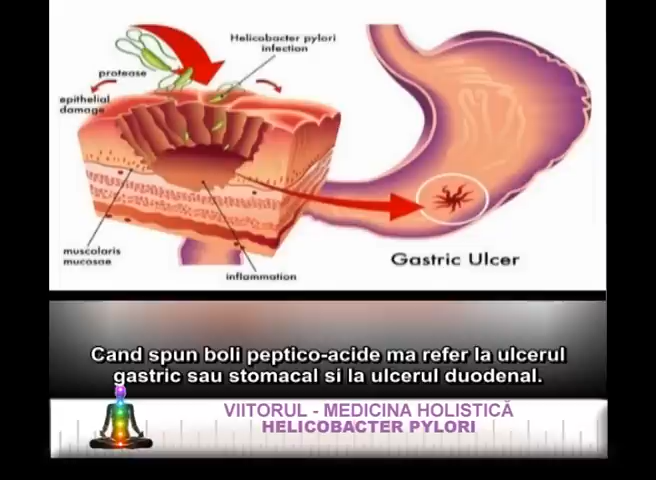 Helicobacter pylori
infection
protease
epithelial
damage
muscolaris
mucosae
inflammation
Gastric Ulcer
Cand spun boli peptico-acide ma refer la ulcerul
gastric sau stomacal si la ulcerul duodenal.
VIITORUL - MEDICINA HOLISTICĂ
HELICOBACTER PYLORI